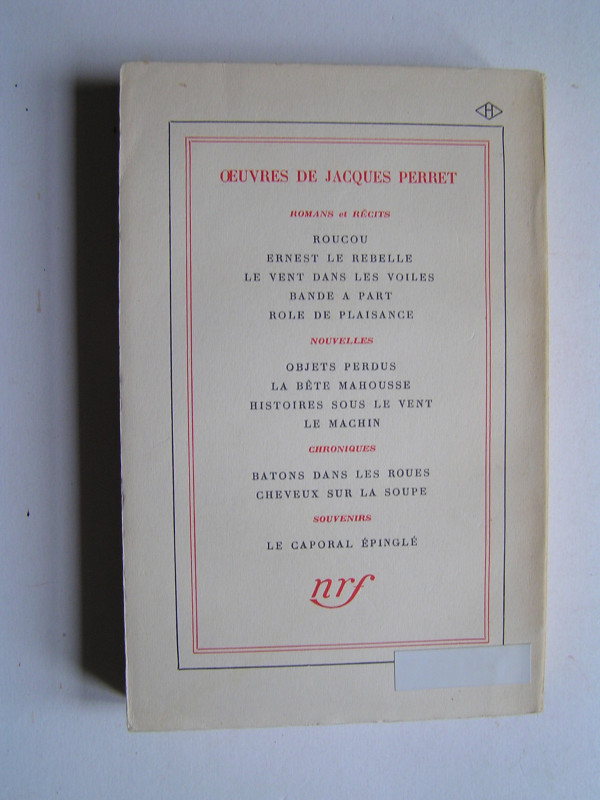 ŒUVRES DE JACQUES PERRET
ROMANS et RÉCITS
ROUCOU
ERNEST LE REBELLE
LE VENT DANS LES VOILES
BANDE A PART
ROLE DE PLAISANCE
NOUVELLES
OBJETS PERDUS
LA BÊTE MAHOUSSE
HISTOIRES SOUS LE VENT
LE MACHIN
CHRONIQUES
BATONS DANS LES ROUES
CHEVEUX SUR LA SOUPE
SOUVENIRS
LE CAPORAL ÉPINGLÉ
nrf